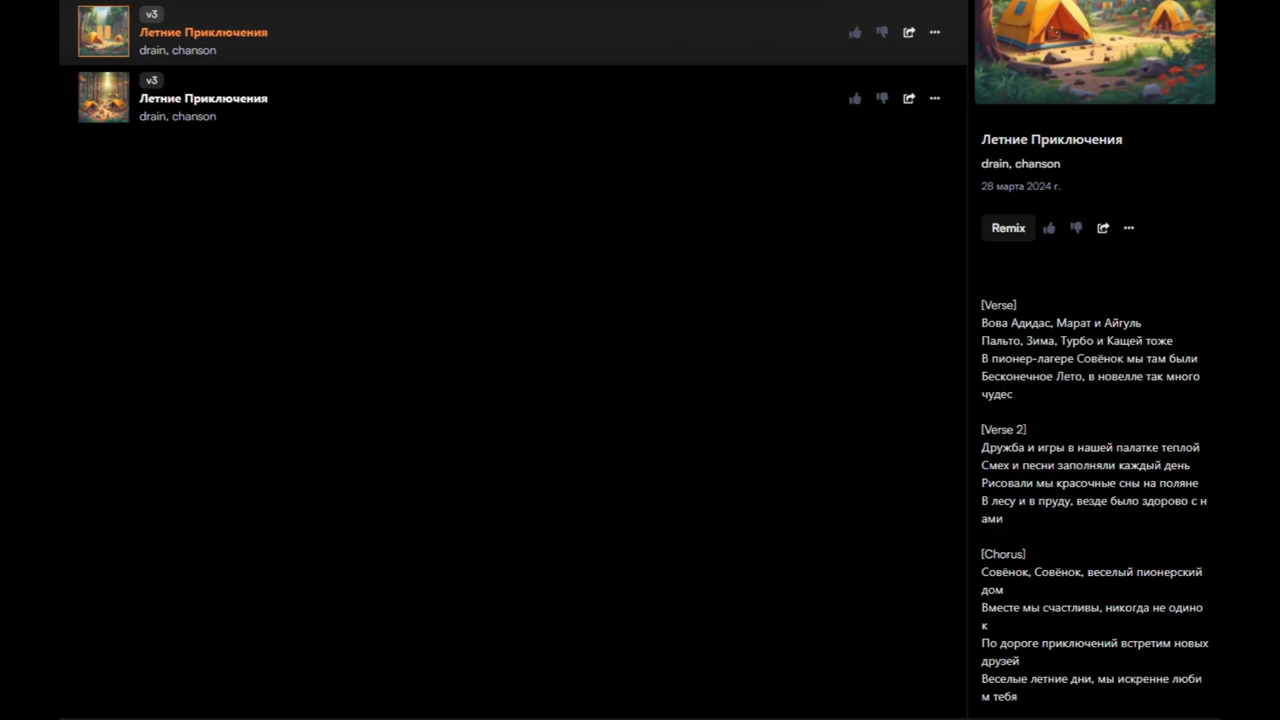 v3
Летние Приключения
drain, chanson
v3
Летние Приключения
drain, chanson
Летние Приключения
drain, chanson
28 марта 2024 г.
Remix
[Verse]
Вова Адидас, Марат и Айгуль
Пальто, Зима, Турбо и Кащей тоже
В пионер-лагере Совёнок мы там были
Бесконечное Лето, в новелле так много
чудес
[Verse 2]
Дружба и игры в нашей палатке теплой
Смех и песни заполняли каждый день
Рисовали мы красочные сны на поляне
В лесу и в пруду, везде было здорово с н
ами
[Chorus]
Совёнок, Совёнок, веселый пионерский
дом
Вместе мы счастливы, никогда не одино
к
По дороге приключений встретим новых
друзей
Веселые летние дни, мы искренне люби
м тебя